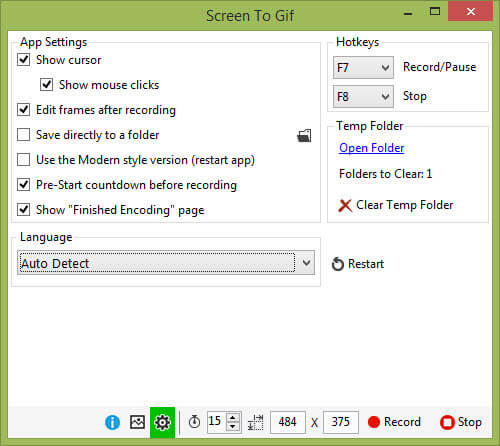 Screen To Gif
App Settings
Show cursor
Show mouse clicks
Edit frames after recording
Save directly to a folder
Use the Modern style version (restart app)
Pre-Start countdown before recording
Show "Finished Encoding" page
Language
Auto Detect
Hotkeys
F7 Record/Pause
F8 Stop
Temp Folder
Open Folder
Folders to Clear: 1
Clear Temp Folder
Restart
15 484 X 375 Record Stop